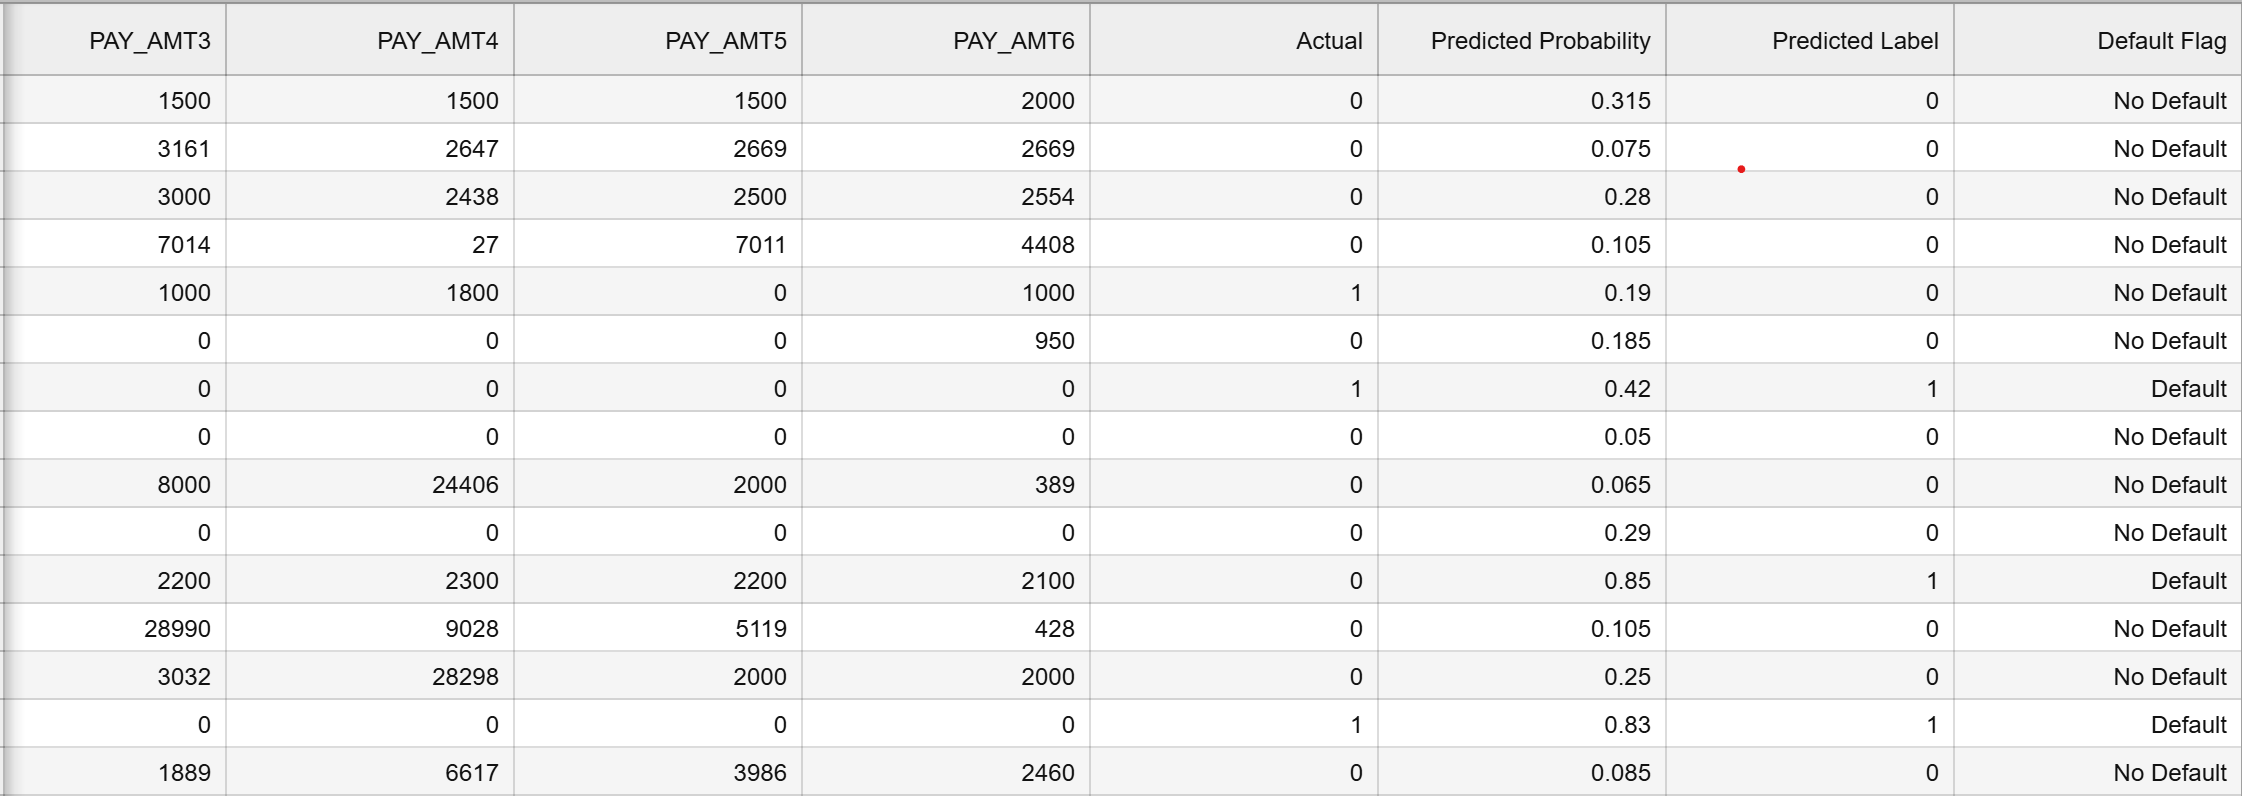 PAY_AMT3 PAY_AMT4 PAY_AMT5 PAY_AMT6 Actual Predicted Probability Predicted Label Default Flag
1500 1500 1500 2000 0 0.315 0 No Default
3161 2647 2669 2669 0 0.075 0 No Default
3000 2438 2500 2554 0 0.28 0 No Default
7014 27 7011 4408 0 0.105 0 No Default
1000 1800 0 1000 1 0.19 0 No Default
0 0 0 950 0 0.185 0 No Default
0 0 0 0 1 0.42 1 Default
0 0 0 0 0 0.05 0 No Default
8000 24406 2000 389 0 0.065 0 No Default
0 0 0 0 0 0.29 0 No Default
2200 2300 2200 2100 0 0.85 1 Default
28990 9028 5119 428 0 0.105 0 No Default
3032 28298 2000 2000 0 0.25 0 No Default
0 0 0 0 1 0.83 1 Default
1889 6617 3986 2460 0 0.085 0 No Default